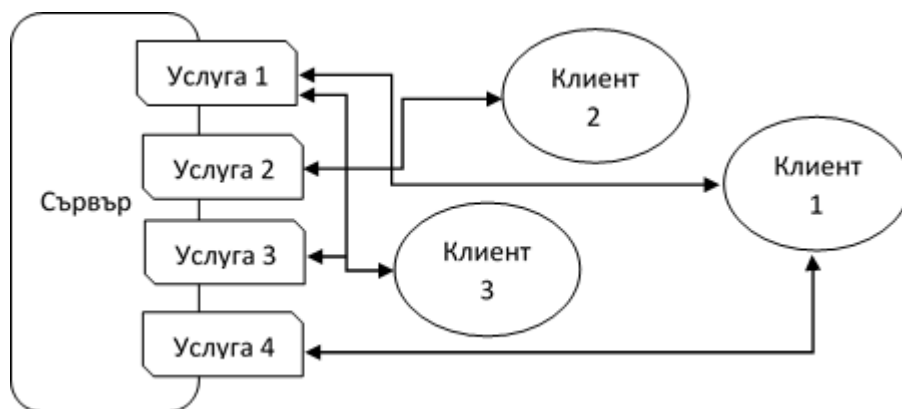 Услуга 1
Клиент
2
Услуга 2
Клиент
1
Сървър
Услуга 3
Клиент
3
Услуга 4